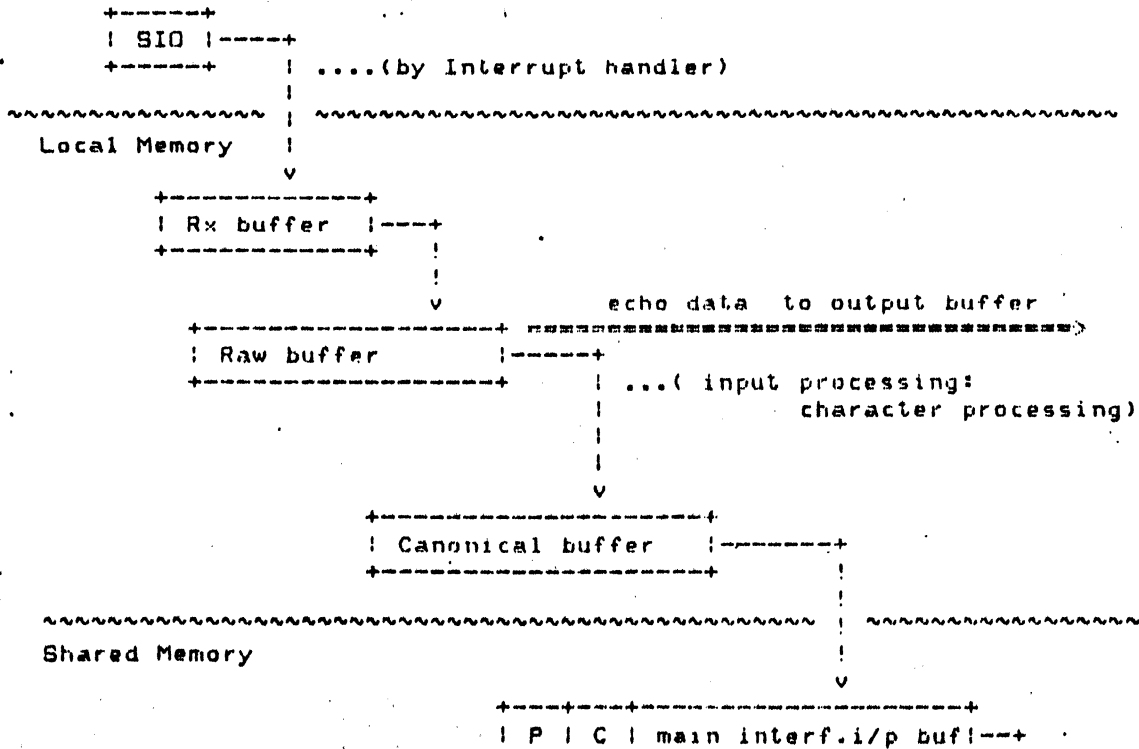 SIO
....(by Interrupt handler)
Local Memory
Rx buffer
echo data to output buffer
Raw buffer
...( input processing:
character processing)
Canonical buffer
Shared Memory
P | C | main interf.i/p buf